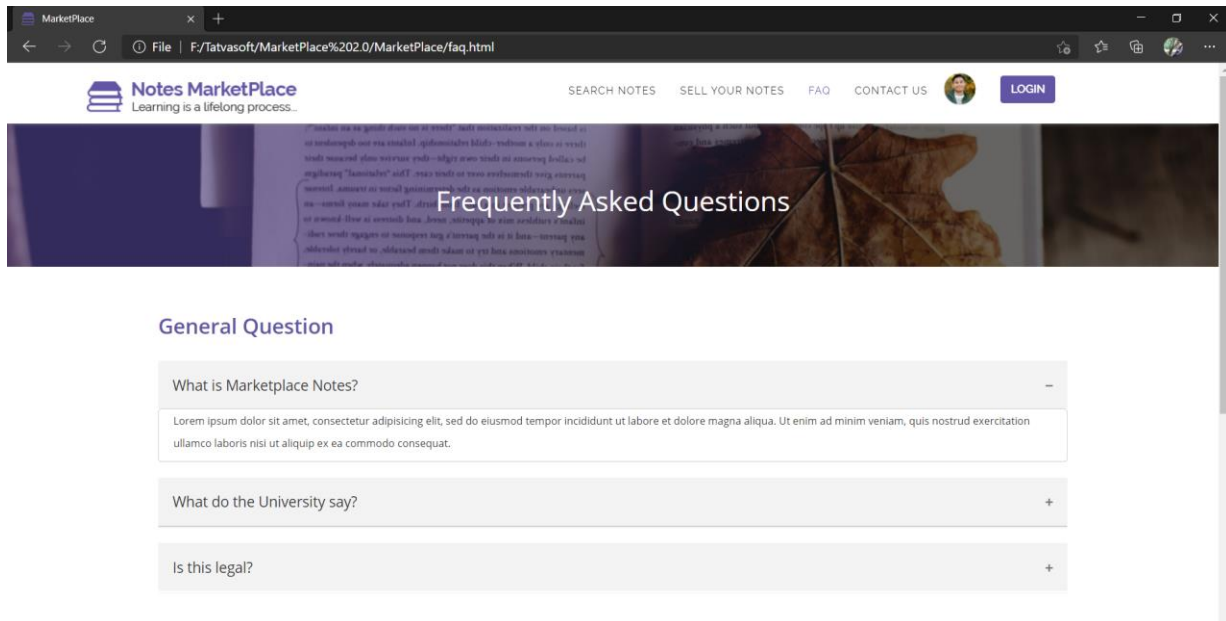 MarketPlace
File | F:/Tatvasoft/MarketPlace%202.0/MarketPlace/faq.html
Notes MarketPlace
Learning is a lifelong process...
SEARCH NOTES SELL YOUR NOTES FAQ CONTACT US LOGIN
Frequently Asked Questions
General Question
What is Marketplace Notes? −
Lorem ipsum dolor sit amet, consectetur adipisicing elit, sed do eiusmod tempor incididunt ut labore et dolore magna aliqua. Ut enim ad minim veniam, quis nostrud exercitation
ullamco laboris nisi ut aliquip ex ea commodo consequat.
What do the University say? +
Is this legal? +